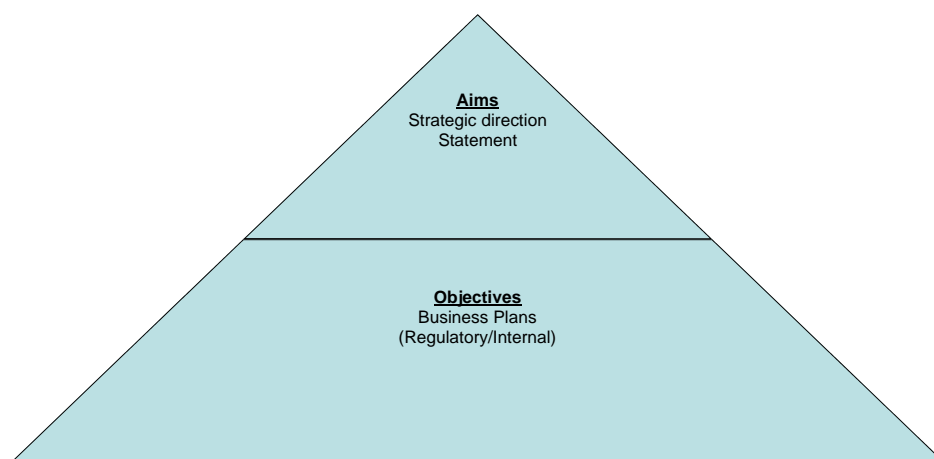 Aims
Strategic direction
Statement
Objectives
Business Plans
(Regulatory/Internal)